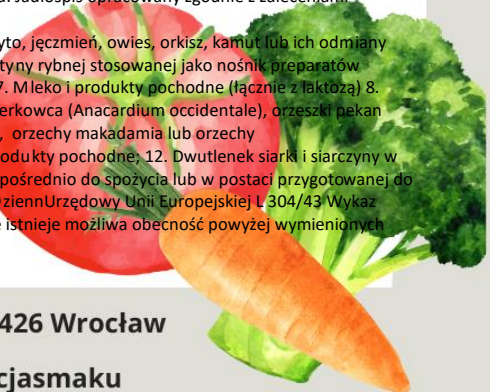 Jadłospis opracowany zgodnie z zaleceniami
żyto, jęczmień, owies, orkisz, kamut lub ich odmiany
żelatyny rybnej stosowanej jako nośnik preparatów
7. Mleko i produkty pochodne (łącznie z laktozą) 8.
erkowca (Anacardium occidentale), orzeszki pekan
, orzechy makadamia lub orzechy
produkty pochodne; 12. Dwutlenek siarki i siarczyny w
pośrednio do spożycia lub w postaci przygotowanej do
DziennUrzędowy Unii Europejskiej L 304/43 Wykaz
e istnieje możliwa obecność powyżej wymienionych
426 Wrocław
cjasmaku